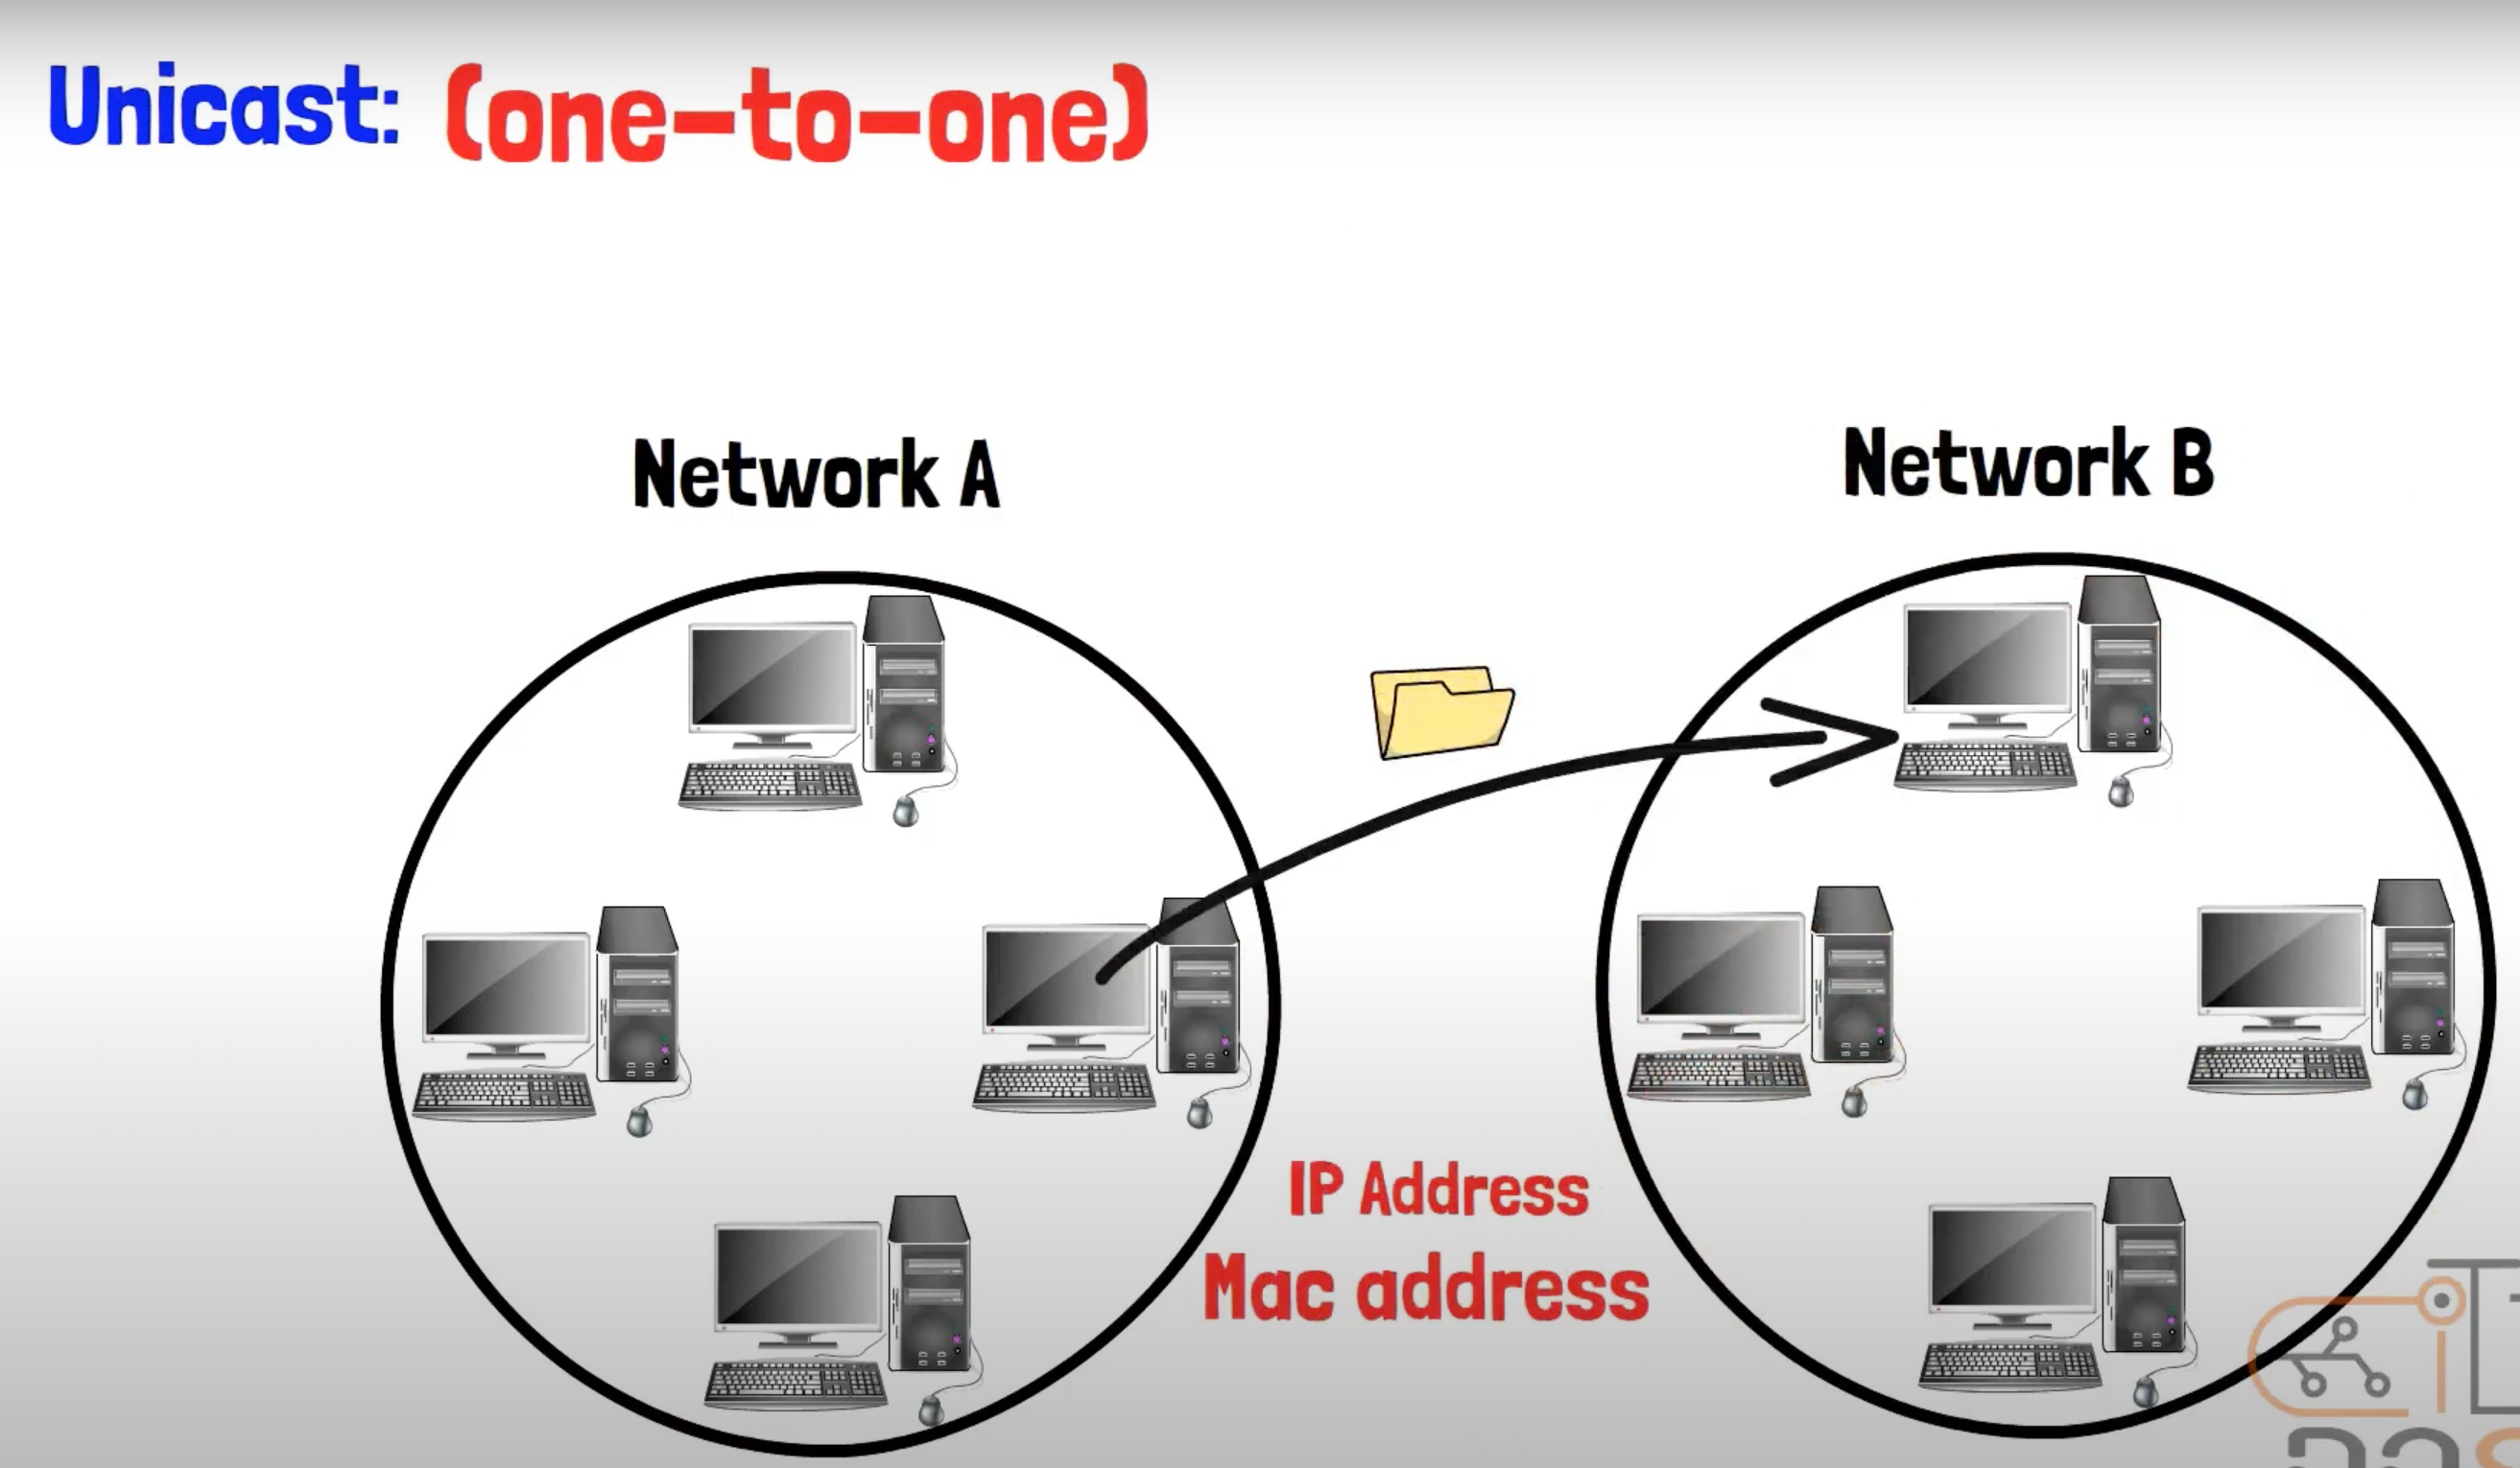 Unicast: (one-to-one)
Network A
Network B
IP Address
Mac address